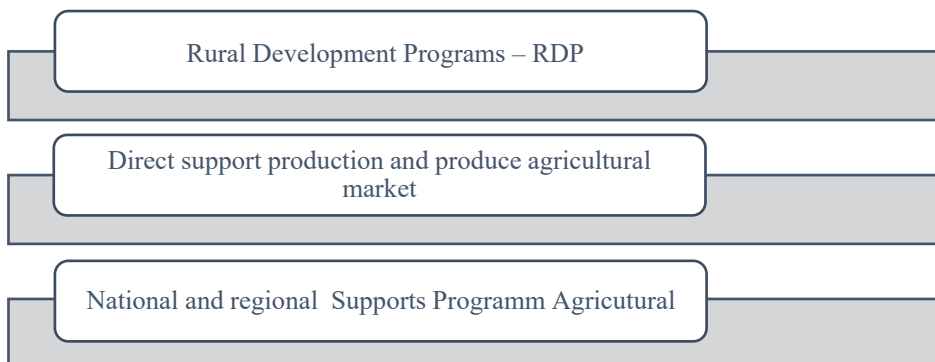 Rural Development Programs – RDP
Direct support production and produce agricultural
market
National and regional  Supports Programm Agricutural